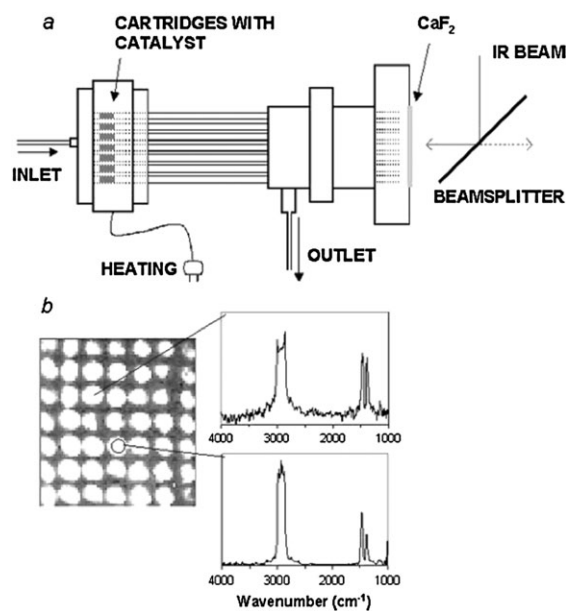 a
CARTRIDGES WITH
CATALYST
CaF2
IR BEAM
INLET
BEAMSPLITTER
OUTLET
HEATING
b
4000 3000 2000 1000
4000 3000 2000 1000
Wavenumber (cm-1)